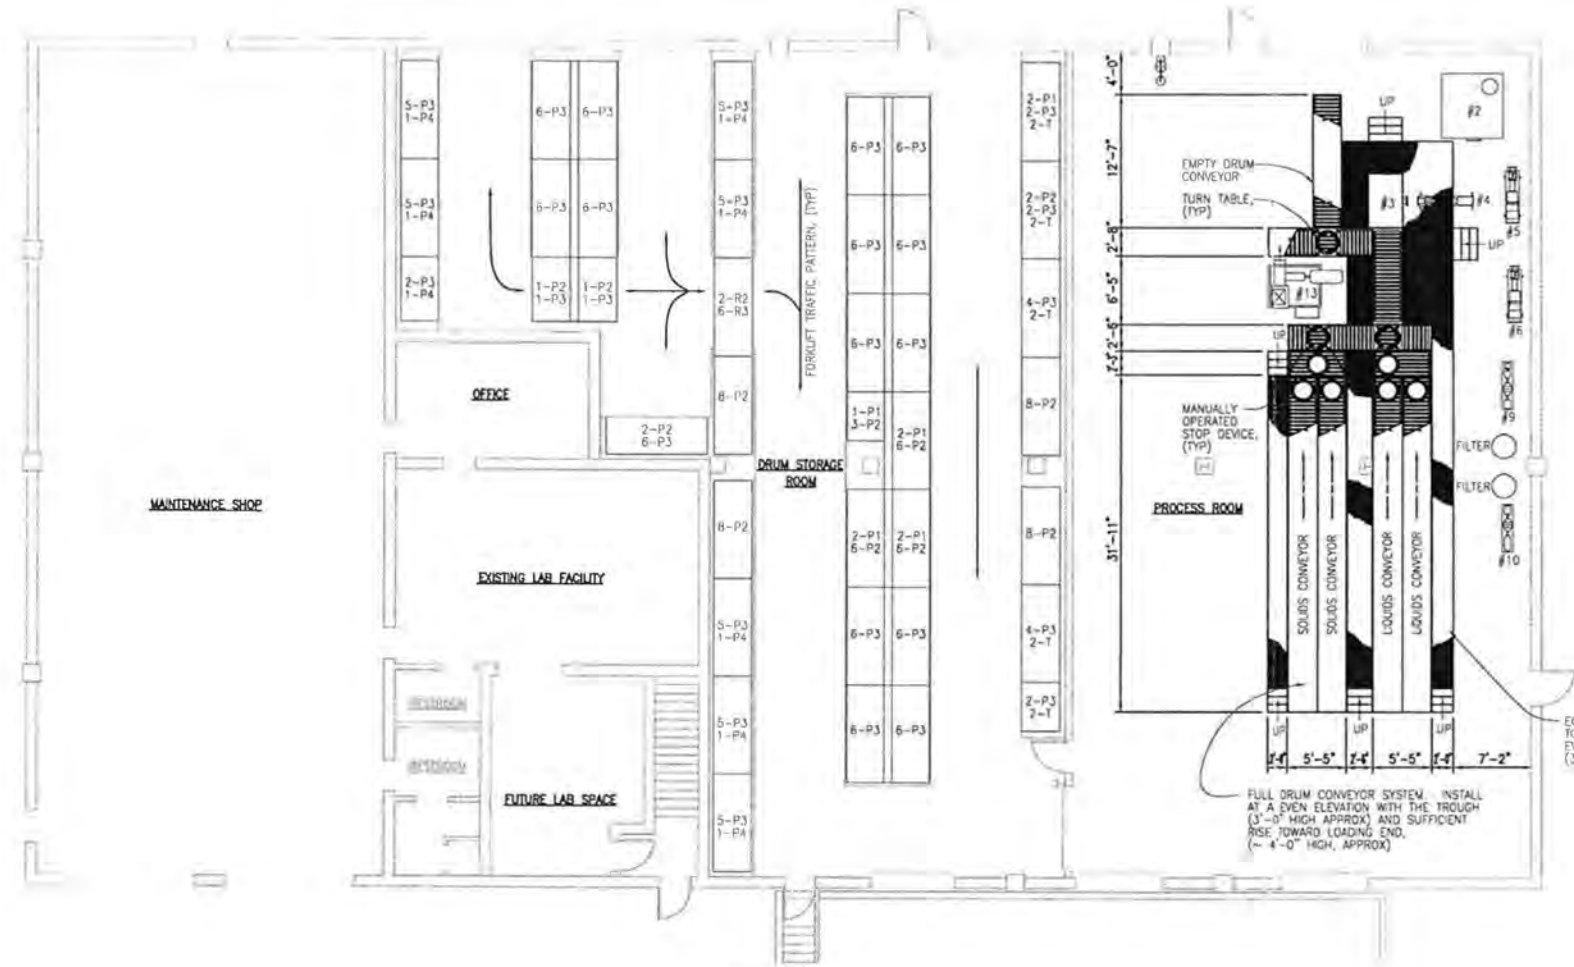 5-P3
1-P4
5-P3
1-P4
2-P3
1-P4
6-P3
6-P3
6-P3
6-P3
1-P2
1-P3
1-P2
1-P3
5-P3
1-P4
5-P3
1-P4
2-R2
6-R3
8-P2
2-P2
6-P3
8-P2
5-P3
1-P4
5-P3
1-P4
5-P3
1-P4
OFFICE
MAINTENANCE SHOP
EXISTING LAB FACILITY
RESTROOM
RESTROOM
FUTURE LAB SPACE
FORKLIFT TRAFFIC PATTERN, (TYP)
DRUM STORAGE
ROOM
6-P3
6-P3
6-P3
6-P3
6-P3
6-P3
6-P3
6-P3
1-P1
3-P2
2-P1
6-P2
2-P1
6-P2
2-P1
6-P2
6-P3
6-P3
6-P3
6-P3
2-P1
2-P3
2-T
2-P2
2-P3
2-T
4-P3
2-T
8-P2
8-P2
4-P3
2-T
2-P3
2-T
4'-0"
12'-7"
2'-8"
6'-5"
2'-6"
31'-11"
UP
#2
EMPTY DRUM
CONVEYOR
TURN TABLE,
(TYP)
#3
#4
#5
UP
#13
#6
UP
MANUALLY
OPERATED
STOP DEVICE,
(TYP)
#9
FILTER
FILTER
#10
PROCESS ROOM
SOLIDS CONVEYOR
SOLIDS CONVEYOR
LIQUIDS CONVEYOR
LIQUIDS CONVEYOR
UP
UP
UP
5'-5"
5'-5"
7'-2"
FULL DRUM CONVEYOR SYSTEM. INSTALL
AT A EVEN ELEVATION WITH THE TROUGH
(3'-0" HIGH APPROX) AND SUFFICIENT
RISE TOWARD LOADING END,
(~ 4'-0" HIGH, APPROX)